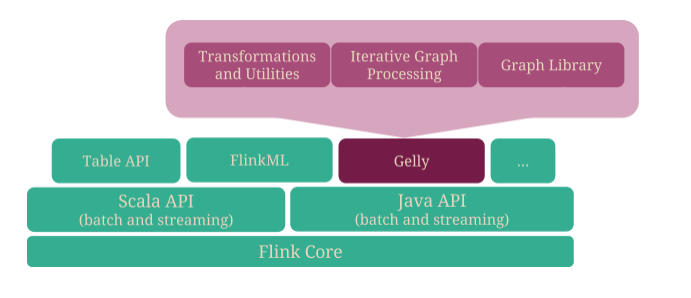 Transformations
and Utilities
Iterative Graph
Processing
Graph Library
Table API
FlinkML
Gelly
...
Scala API
(batch and streaming)
Java API
(batch and streaming)
Flink Core